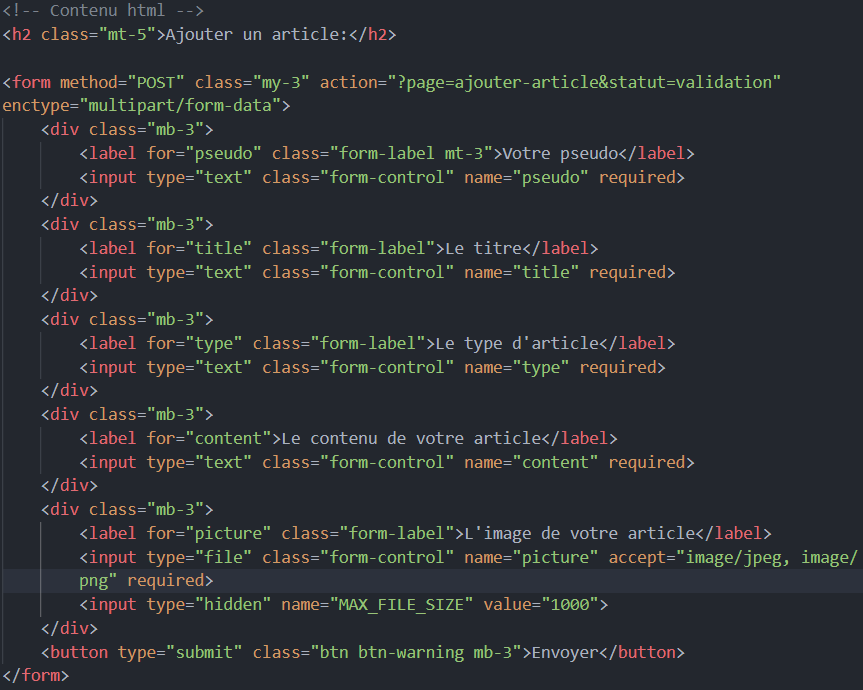 <!-- Contenu html -->
<h2 class="mt-5">Ajouter un article:</h2>
<form method="POST" class="my-3" action="?page=ajouter-article&statut=validation"
enctype="multipart/form-data">
<div class="mb-3">
<label for="pseudo" class="form-label mt-3">Votre pseudo</label>
<input type="text" class="form-control" name="pseudo" required>
</div>
<div class="mb-3">
<label for="title" class="form-label">Le titre</label>
<input type="text" class="form-control" name="title" required>
</div>
<div class="mb-3">
<label for="type" class="form-label">Le type d'article</label>
<input type="text" class="form-control" name="type" required>
</div>
<div class="mb-3">
<label for="content">Le contenu de votre article</label>
<input type="text" class="form-control" name="content" required>
</div>
<div class="mb-3">
<label for="picture" class="form-label">L'image de votre article</label>
<input type="file" class="form-control" name="picture" accept="image/jpeg, image/
png" required>
<input type="hidden" name="MAX_FILE_SIZE" value="1000">
</div>
<button type="submit" class="btn btn-warning mb-3">Envoyer</button>
</form>